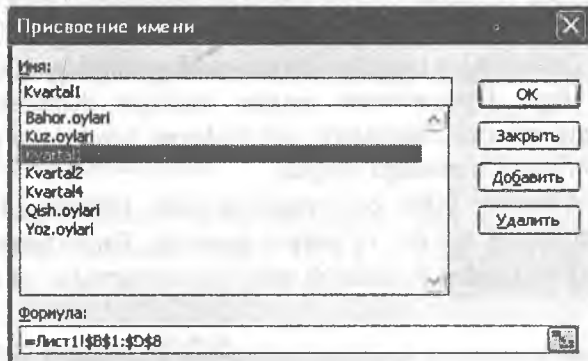 Присвоение имени
Имя:
Kvartal1
OK
Bahor.oylari
Kuz.oylari
Закрыть
Kvartal1
Kvartal2
Добавить
Kvartal4
Qish.oylari
Удалить
Yoz.oylari
Формула:
=Лист1!$B$1:$D$8